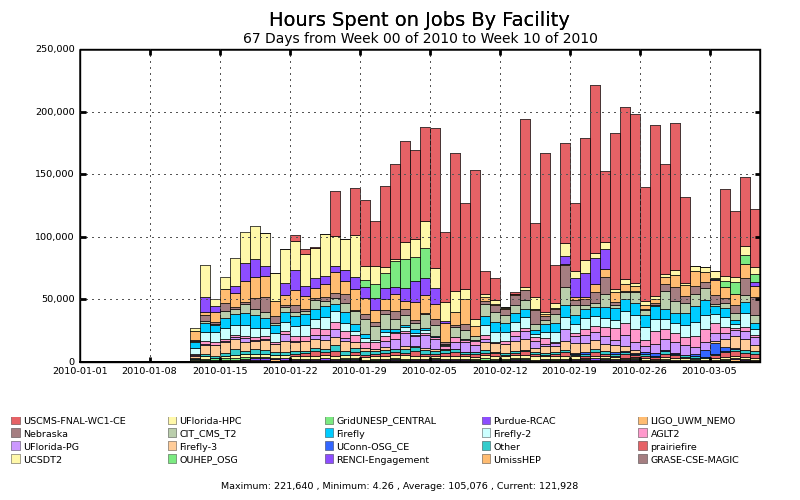 Hours Spent on Jobs By Facility
67 Days from Week 00 of 2010 to Week 10 of 2010
250,000
200,000
150,000
100,000
50,000
0
2010-01-01 2010-01-08 2010-01-15 2010-01-22 2010-01-29 2010-02-05 2010-02-12 2010-02-19 2010-02-26 2010-03-05
USCMS-FNAL-WC1-CE UFlorida-HPC GridUNESP_CENTRAL Purdue-RCAC LIGO_UWM_NEMO
Nebraska CIT_CMS_T2 Firefly Firefly-2 AGLT2
UFlorida-PG Firefly-3 UConn-OSG_CE Other prairiefire
UCSDT2 OUHEP_OSG RENCI-Engagement UmissHEP GRASE-CSE-MAGIC
Maximum: 221,640 , Minimum: 4.26 , Average: 105,076 , Current: 121,928